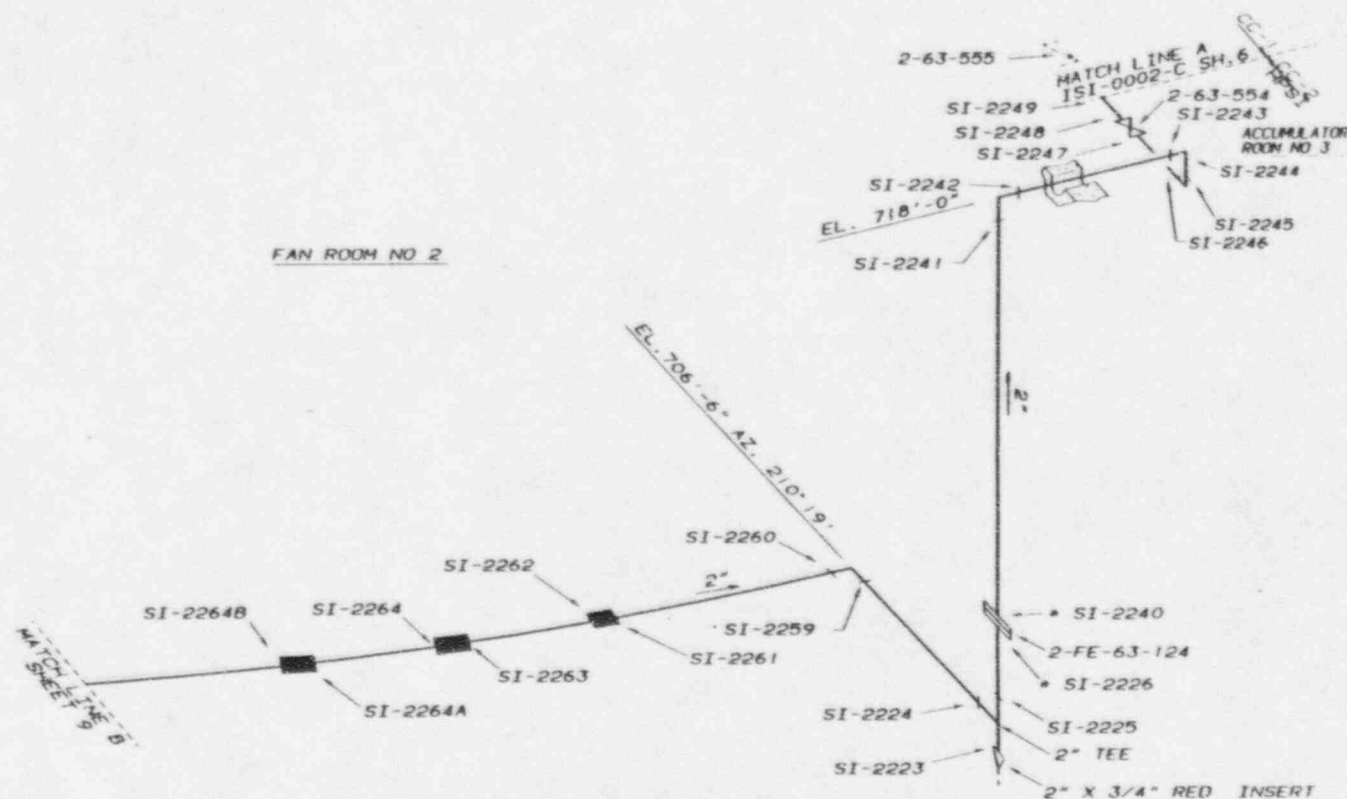 2-63-555
MATCH LINE A
ISI-0002-C SH.6
SI-2249
2-63-554
SI-2248
SI-2243
SI-2247
ACCUMULATOR
ROOM NO 3
SI-2242
SI-2244
EL. 718'-0"
SI-2245
SI-2246
SI-2241
FAN ROOM NO 2
EL. 706'-6" AZ. 210°19'
2"
SI-2260
SI-2262
2"
SI-2264
SI-2264B
SI-2259
* SI-2240
2-FE-63-124
SI-2261
SI-2263
* SI-2226
MATCH LINE B
SHEET 9
SI-2264A
SI-2224
SI-2225
2" TEE
SI-2223
2" X 3/4" RED INSERT